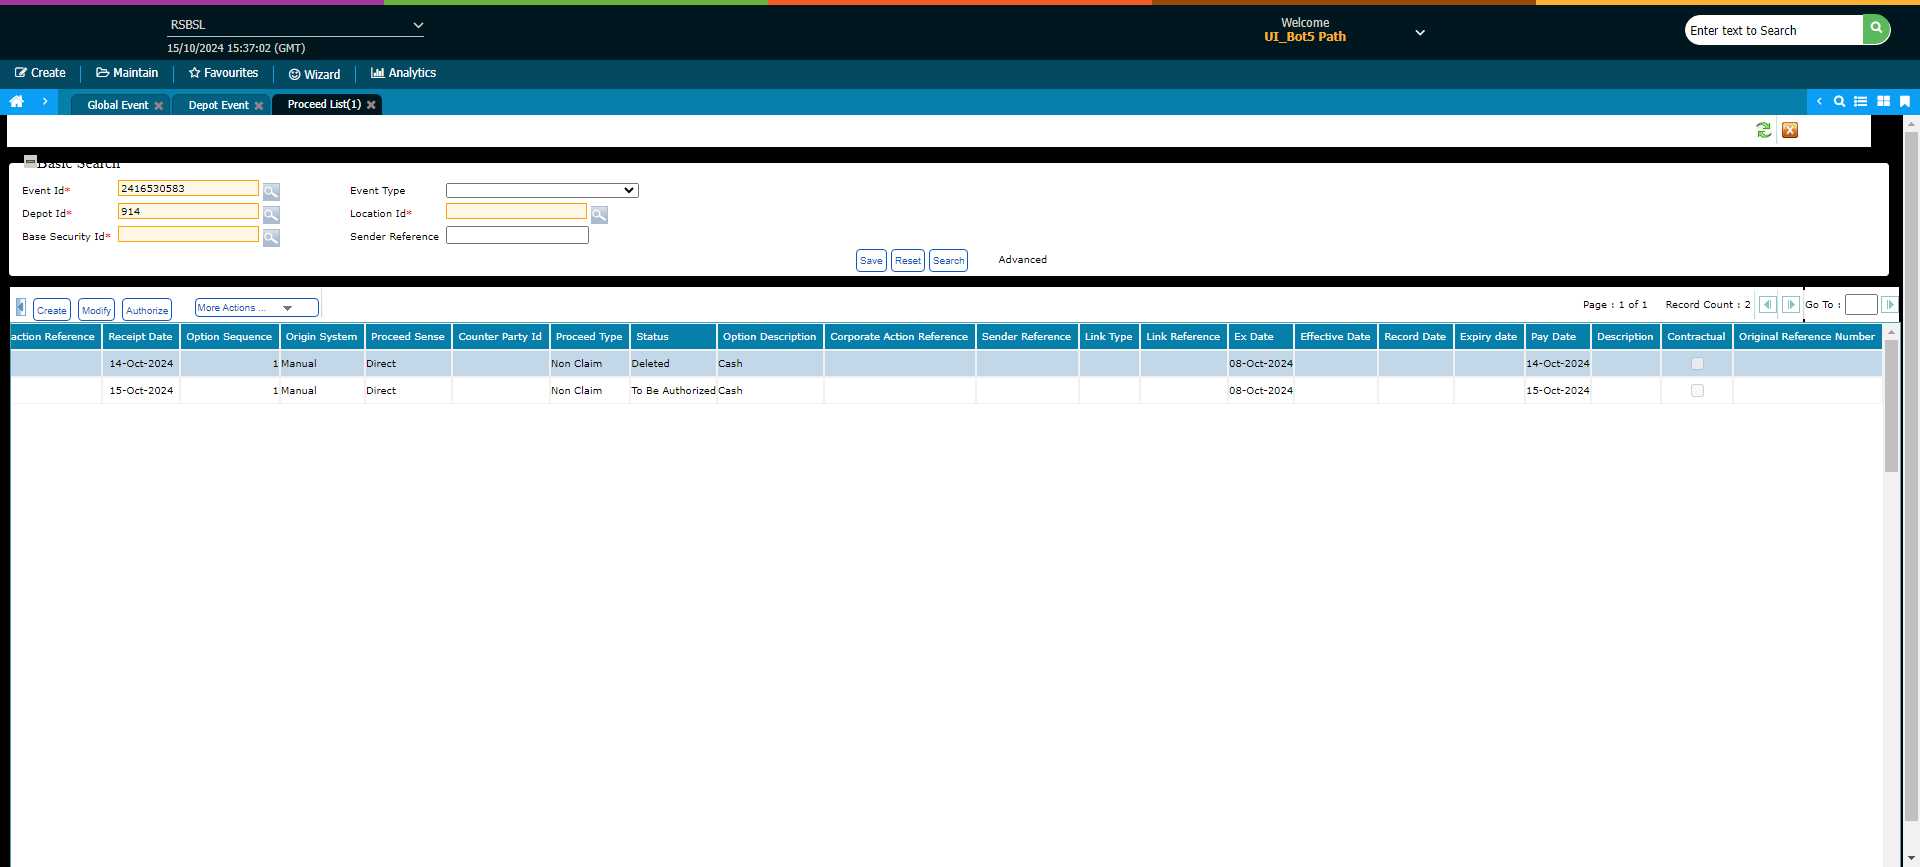 RSBSL
15/10/2024 15:37:02 (GMT)
Welcome
UI_Bot5 Path
Enter text to Search
Create Maintain Favourites Wizard Analytics
Global Event Depot Event Proceed List(1)
Basic Search
Event Id* 2416530583 Event Type
Depot Id* 914 Location Id*
Base Security Id* Sender Reference
Save Reset Search Advanced
Create Modify Authorize More Actions ... Page : 1 of 1 Record Count : 2 Go To :
action Reference Receipt Date Option Sequence Origin System Proceed Sense Counter Party Id Proceed Type Status Option Description Corporate Action Reference Sender Reference Link Type Link Reference Ex Date Effective Date Record Date Expiry date Pay Date Description Contractual Original Reference Number
14-Oct-2024 1 Manual Direct Non Claim Deleted Cash 08-Oct-2024 14-Oct-2024
15-Oct-2024 1 Manual Direct Non Claim To Be Authorized Cash 08-Oct-2024 15-Oct-2024